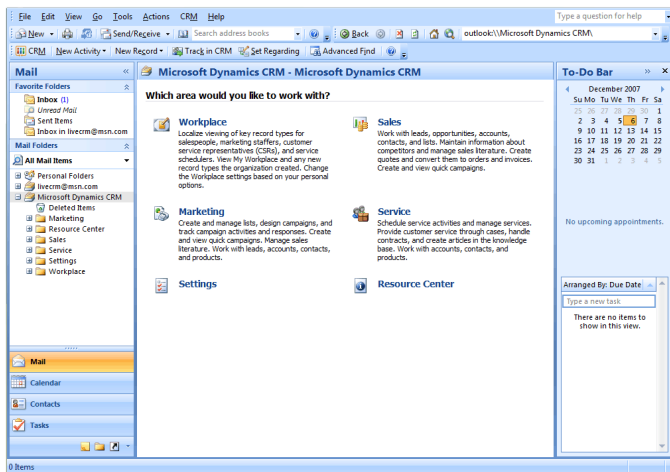 File Edit View Go Tools Actions CRM Help
Type a question for help
New Send/Receive Search address books Back outlook:\\Microsoft Dynamics CRM\
CRM New Activity New Record Track in CRM Set Regarding Advanced Find
Mail
Favorite Folders
Inbox (1)
Unread Mail
Sent Items
Inbox in livecrm@msn.com
Mail Folders
All Mail Items
Personal Folders
livecrm@msn.com
Microsoft Dynamics CRM
Deleted Items
Marketing
Resource Center
Sales
Service
Settings
Workplace
Mail
Calendar
Contacts
Tasks
0 Items
Microsoft Dynamics CRM - Microsoft Dynamics CRM
Which area would you like to work with?
Workplace
Localize viewing of key record types for
salespeople, marketing staffers, customer
service representatives (CSRs), and service
schedulers. View My Workplace and any new
record types the organization created. Change
the Workplace settings based on your personal
options.
Sales
Work with leads, opportunities, accounts,
contacts, and lists. Maintain information about
competitors and manage sales literature. Create
quotes and convert them to orders and invoices.
Create and view quick campaigns.
Marketing
Create and manage lists, design campaigns, and
track campaign activities and responses. Create
and view quick campaigns. Manage sales
literature. Work with leads, accounts, contacts,
and products.
Service
Schedule service activities and manage services.
Provide customer service through cases, handle
contracts, and create articles in the knowledge
base. Work with accounts, contacts, and
products.
Settings
Resource Center
To-Do Bar
December 2007
Su Mo Tu We Th Fr Sa
25 26 27 28 29 30 1
2 3 4 5 6 7 8
9 10 11 12 13 14 15
16 17 18 19 20 21 22
23 24 25 26 27 28 29
30 31 1 2 3 4 5
No upcoming appointments.
Arranged By: Due Date
Type a new task
There are no items to
show in this view.